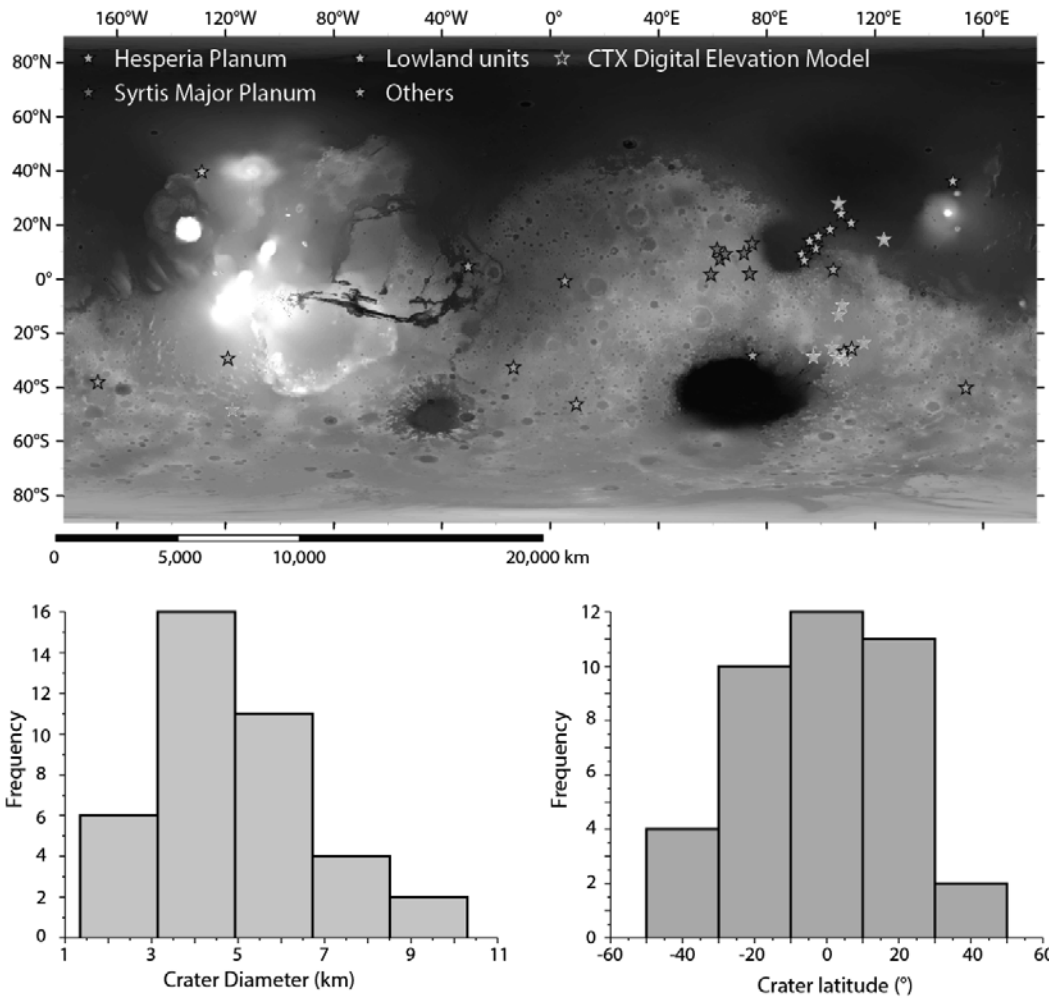 160°W 120°W 80°W 40°W 0° 40°E 80°E 120°E 160°E
80°N Hesperia Planum Lowland units CTX Digital Elevation Model
Syrtis Major Planum Others
60°N
40°N
20°N
0°
20°S
40°S
60°S
80°S
0 5,000 10,000 20,000 km
16
14
12
10
8
6
4
2
0
Frequency
1 3 5 7 9 11
Crater Diameter (km)
12
10
8
6
4
2
0
Frequency
-60 -40 -20 0 20 40 60
Crater latitude (°)